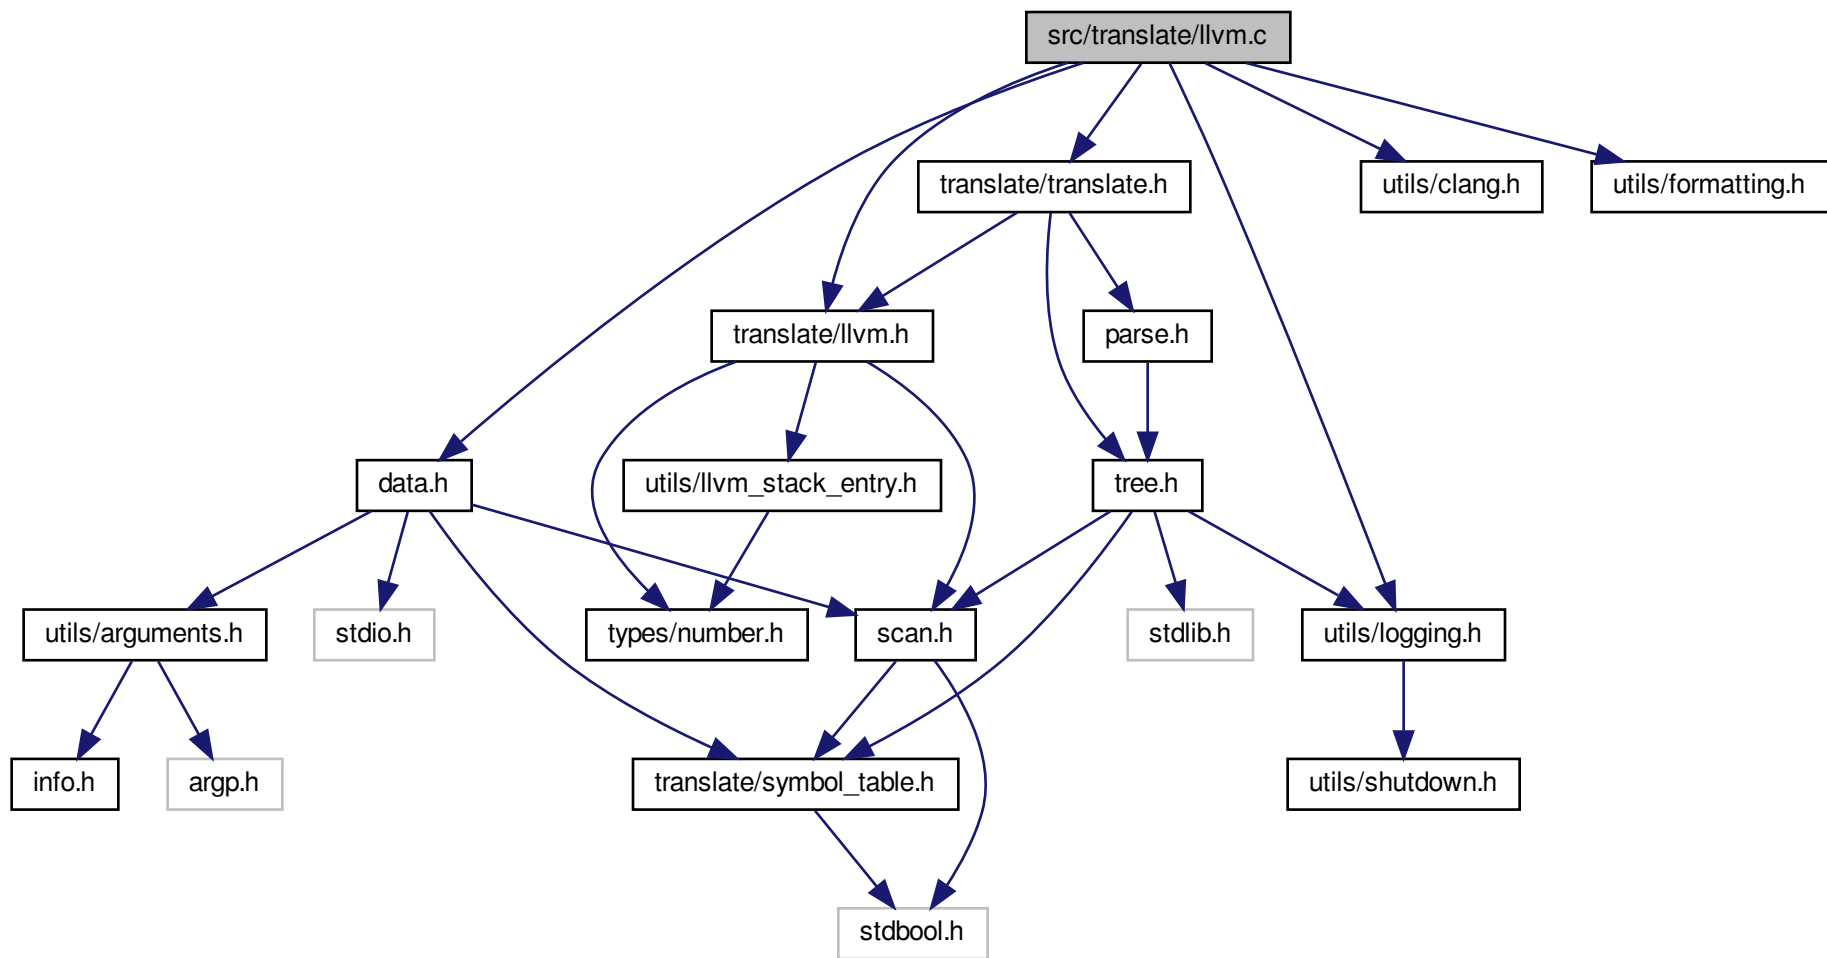 src/translate/llvm.c
translate/translate.h
utils/clang.h
utils/formatting.h
translate/llvm.h
parse.h
data.h
utils/llvm_stack_entry.h
tree.h
utils/arguments.h
stdio.h
types/number.h
scan.h
stdlib.h
utils/logging.h
info.h
argp.h
translate/symbol_table.h
utils/shutdown.h
stdbool.h